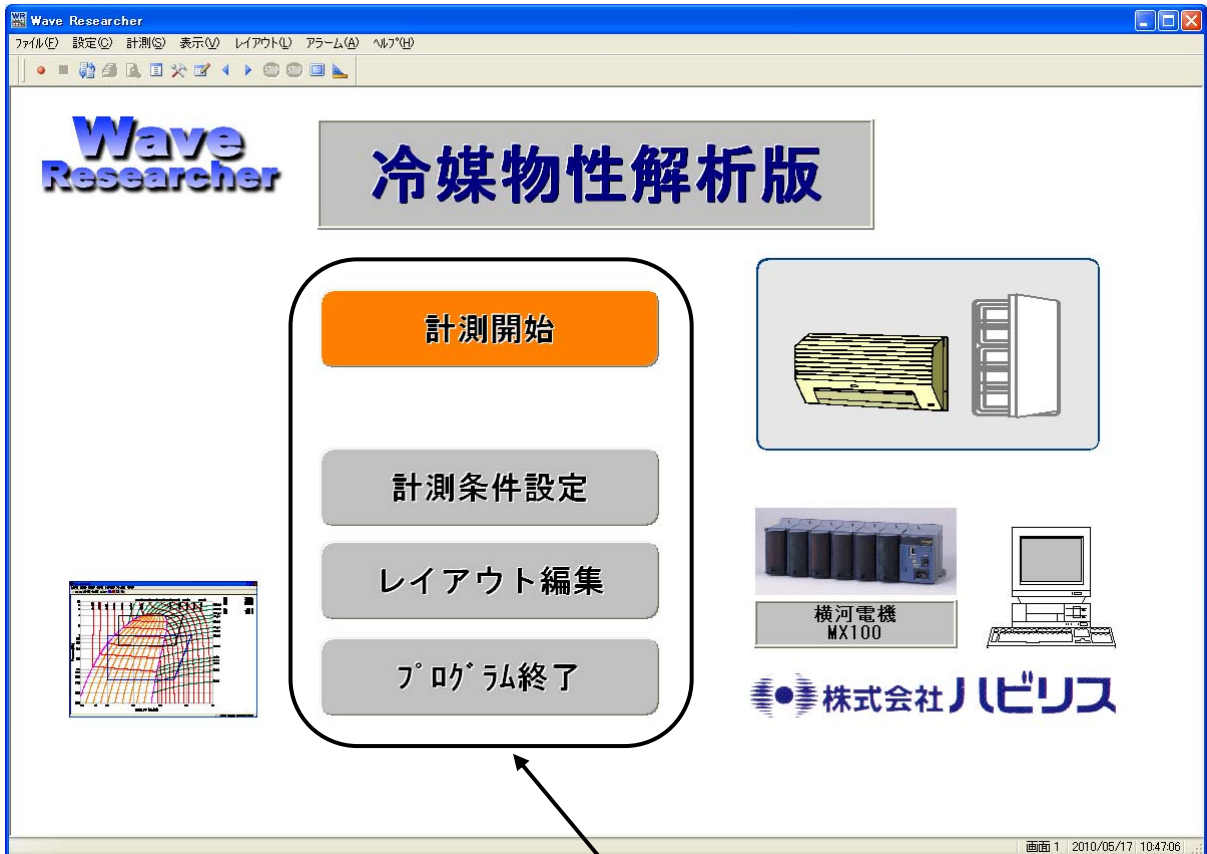 Wave Researcher
ファイル(F) 設定(C) 計測(S) 表示(V) レイアウト(L) アラーム(A) ヘルプ(H)
Wave
Researcher
冷媒物性解析版
計測開始
計測条件設定
レイアウト編集
プログラム終了
横河電機
MX100
株式会社ハビリス
画面 1 2010/05/17 10:47:06